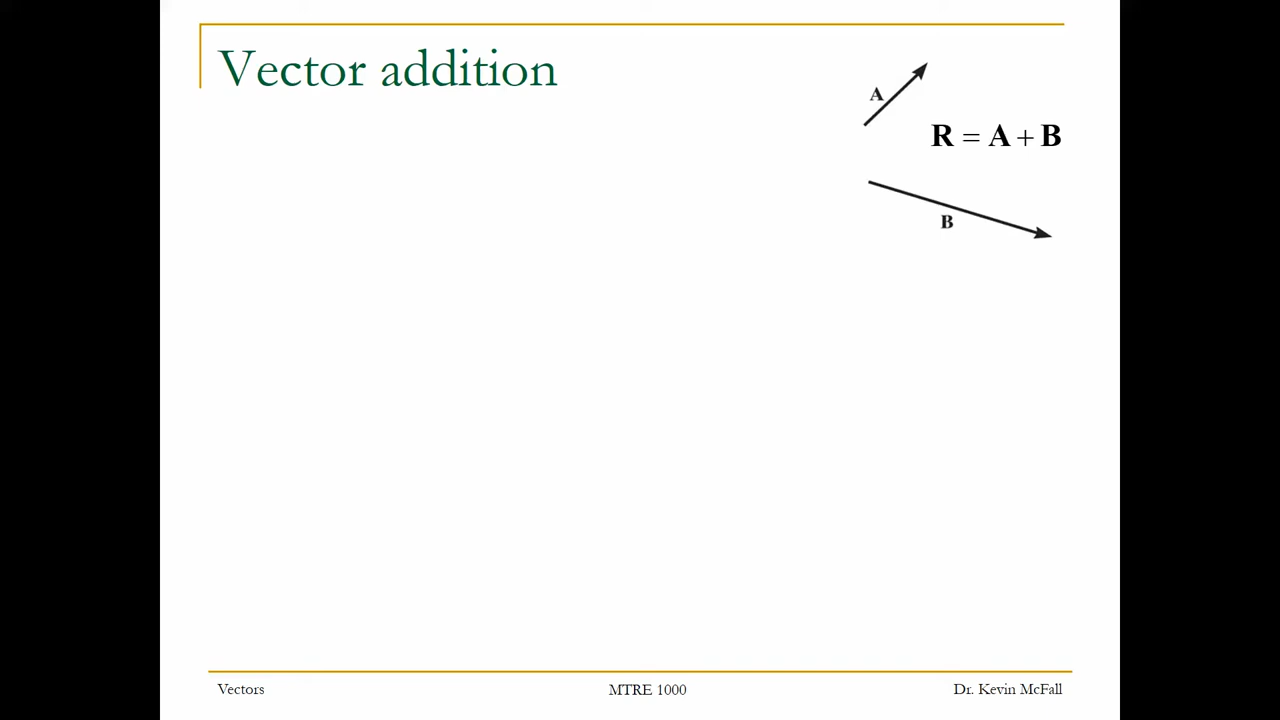 Vector addition
A
R = A + B
B
Vectors
MTRE 1000
Dr. Kevin McFall